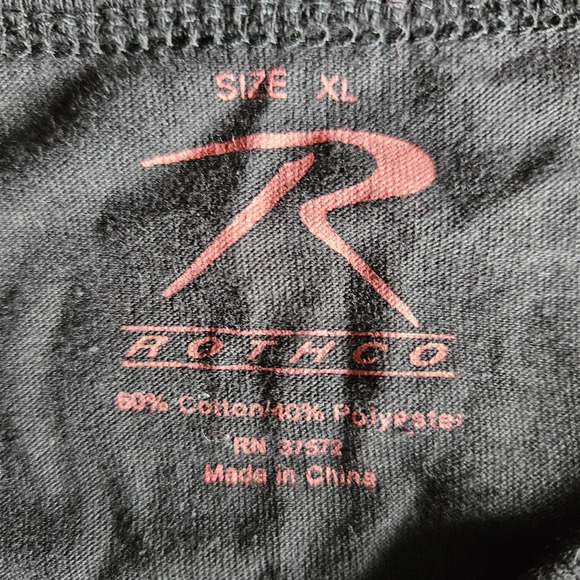 SIZE XL
R
ROTHCO
60% Cotton/40% Polyester
RN 37572
Made in China